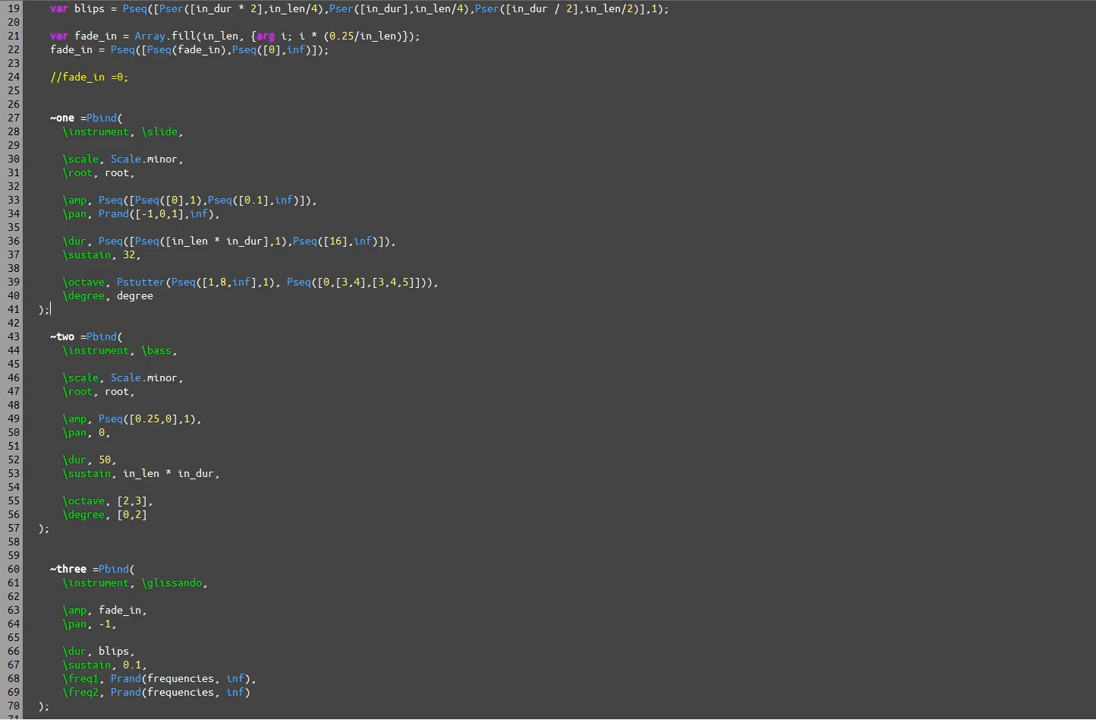 19 var blips = Pseq([Pser([in_dur * 2],in_len/4),Pser([in_dur],in_len/4),Pser([in_dur / 2],in_len/2)],1);
20
21 var fade_in = Array.fill(in_len, {arg i; i * (0.25/in_len)});
22 fade_in = Pseq([Pseq(fade_in),Pseq([0],inf)]);
23
24 //fade_in =0;
25
26
27 ~one =Pbind(
28 \instrument, \slide,
29
30 \scale, Scale.minor,
31 \root, root,
32
33 \amp, Pseq([Pseq([0],1),Pseq([0.1],inf)]),
34 \pan, Prand([-1,0,1],inf),
35
36 \dur, Pseq([Pseq([in_len * in_dur],1),Pseq([16],inf)]),
37 \sustain, 32,
38
39 \octave, Pstutter(Pseq([1,8,inf],1), Pseq([0,[3,4],[3,4,5]])),
40 \degree, degree
41 );
42
43 ~two =Pbind(
44 \instrument, \bass,
45
46 \scale, Scale.minor,
47 \root, root,
48
49 \amp, Pseq([0.25,0],1),
50 \pan, 0,
51
52 \dur, 50,
53 \sustain, in_len * in_dur,
54
55 \octave, [2,3],
56 \degree, [0,2]
57 );
58
59
60 ~three =Pbind(
61 \instrument, \glissando,
62
63 \amp, fade_in,
64 \pan, -1,
65
66 \dur, blips,
67 \sustain, 0.1,
68 \freq1, Prand(frequencies, inf),
69 \freq2, Prand(frequencies, inf)
70 );